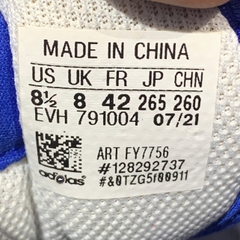 MADE IN CHINA
US UK FR JP CHN
8½ 8 42 265 260
EVH 791004 07/21
ART FY7756
adidas
#128292737
#&0TZG5I00911